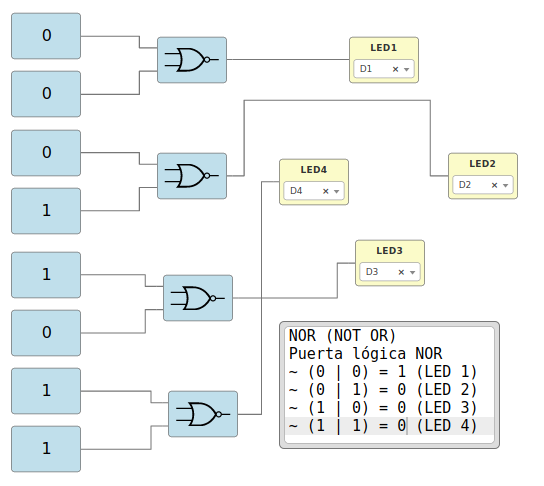 0
0
LED1
D1
0
1
LED4
D4
LED2
D2
1
0
LED3
D3
1
1
NOR (NOT OR)
Puerta lógica NOR
~ (0 | 0) = 1 (LED 1)
~ (0 | 1) = 0 (LED 2)
~ (1 | 0) = 0 (LED 3)
~ (1 | 1) = 0 (LED 4)